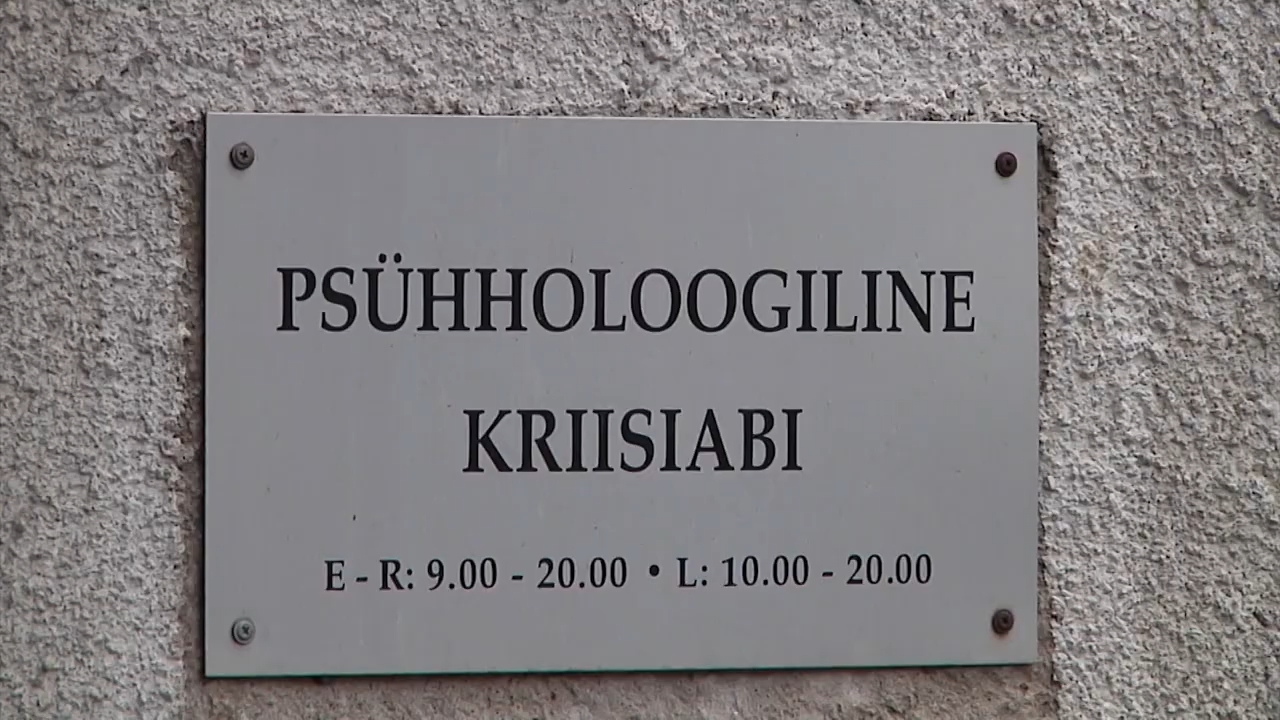 PSÜHHOLOOGILINE
KRIISIABI
E - R: 9.00 - 20.00 • L: 10.00 - 20.00